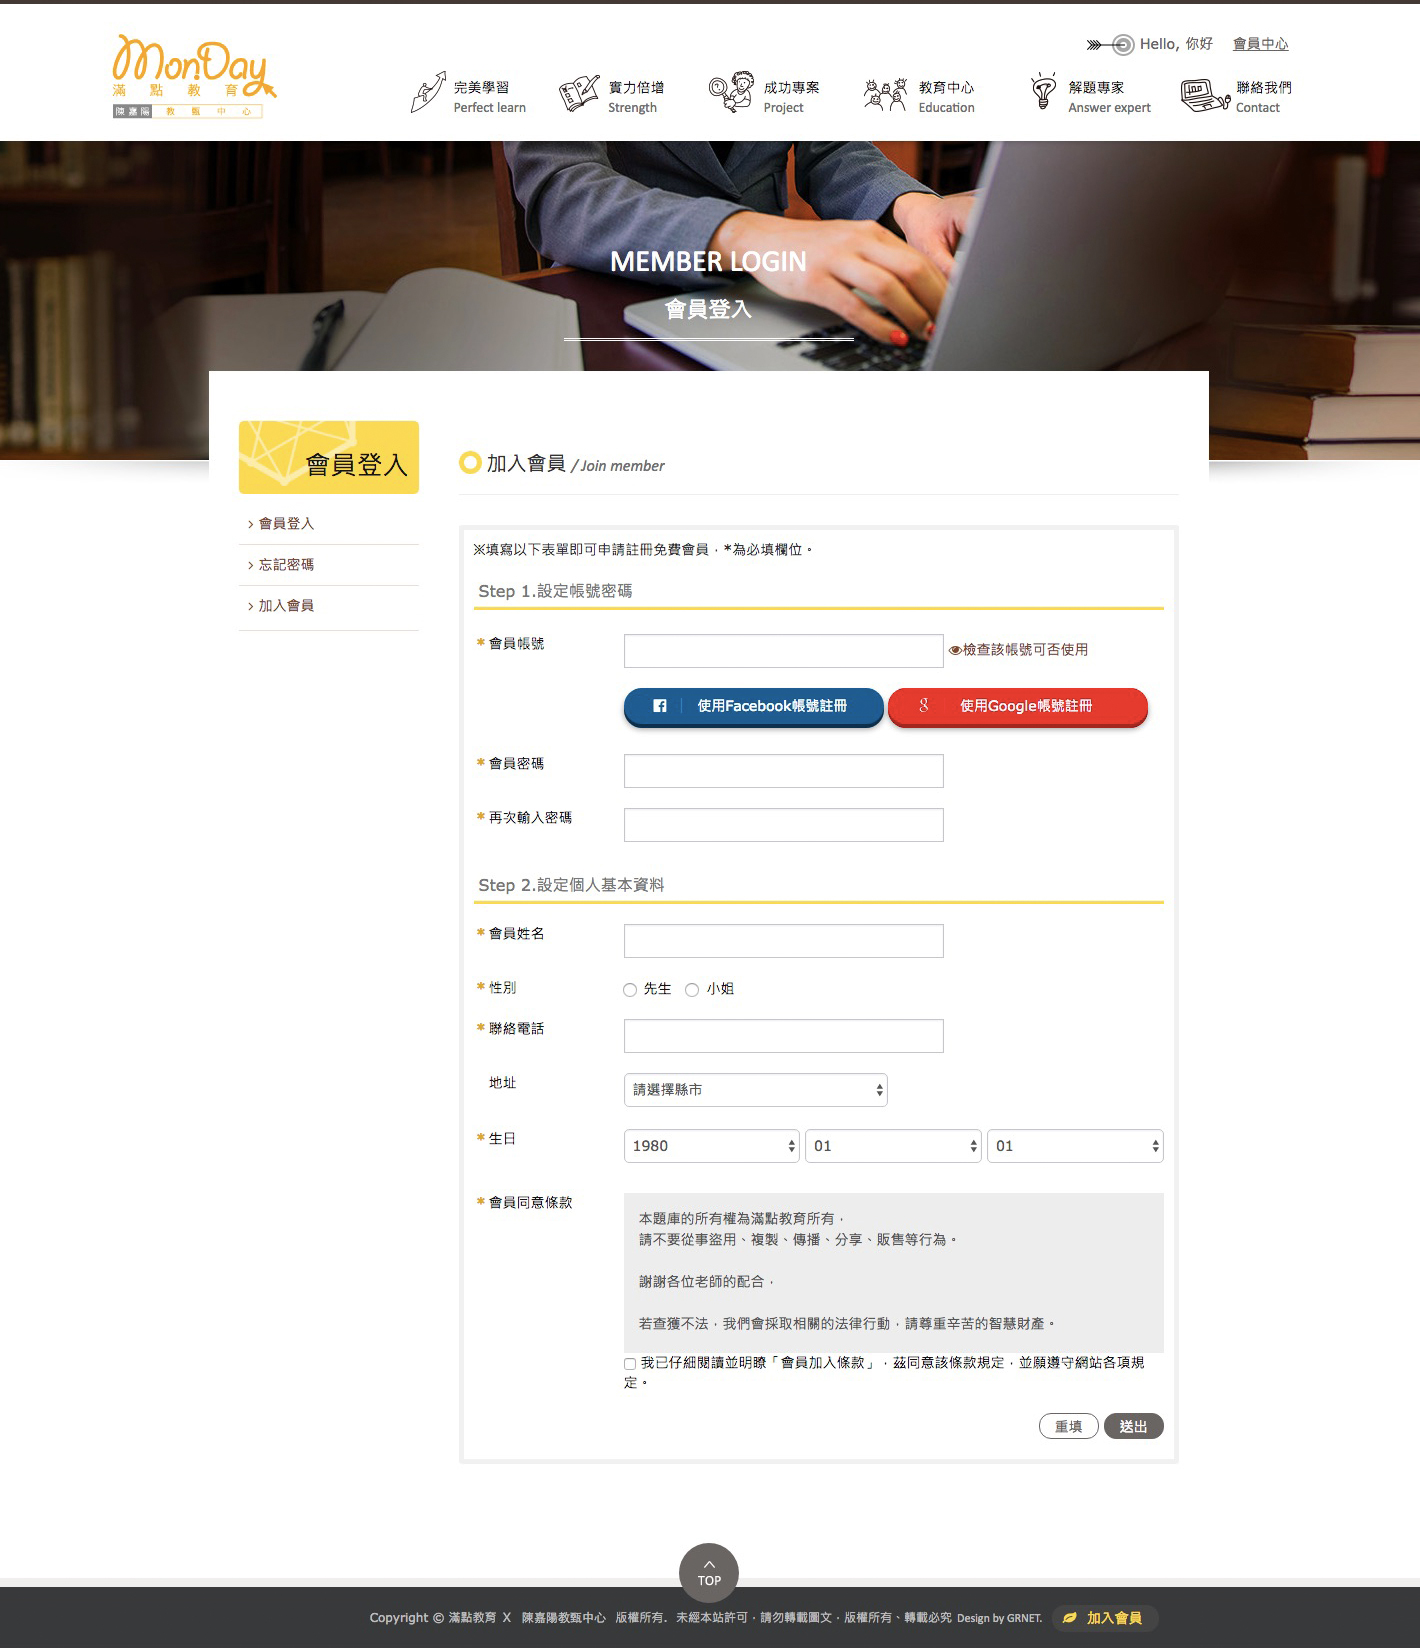 MonDay
滿點教育
陳嘉陽 教甄中心
Hello, 你好 會員中心
完美學習
Perfect learn
實力倍增
Strength
成功專案
Project
教育中心
Education
解題專家
Answer expert
聯絡我們
Contact
MEMBER LOGIN
會員登入
會員登入
會員登入
忘記密碼
加入會員
加入會員 / Join member
※填寫以下表單即可申請註冊免費會員，*為必填欄位。
Step 1.設定帳號密碼
* 會員帳號 檢查該帳號可否使用
使用Facebook帳號註冊 使用Google帳號註冊
* 會員密碼
* 再次輸入密碼
Step 2.設定個人基本資料
* 會員姓名
* 性別 先生 小姐
* 聯絡電話
地址 請選擇縣市
* 生日 1980 01 01
* 會員同意條款
本題庫的所有權為滿點教育所有，
請不要從事盜用、複製、傳播、分享、販售等行為。
謝謝各位老師的配合，
若查獲不法，我們會採取相關的法律行動，請尊重辛苦的智慧財產。
我已仔細閱讀並明瞭「會員加入條款」，茲同意該條款規定，並願遵守網站各項規
定。
重填 送出
TOP
Copyright © 滿點教育 X 陳嘉陽教甄中心 版權所有. 未經本站許可，請勿轉載圖文，版權所有、轉載必究 Design by GRNET. 加入會員